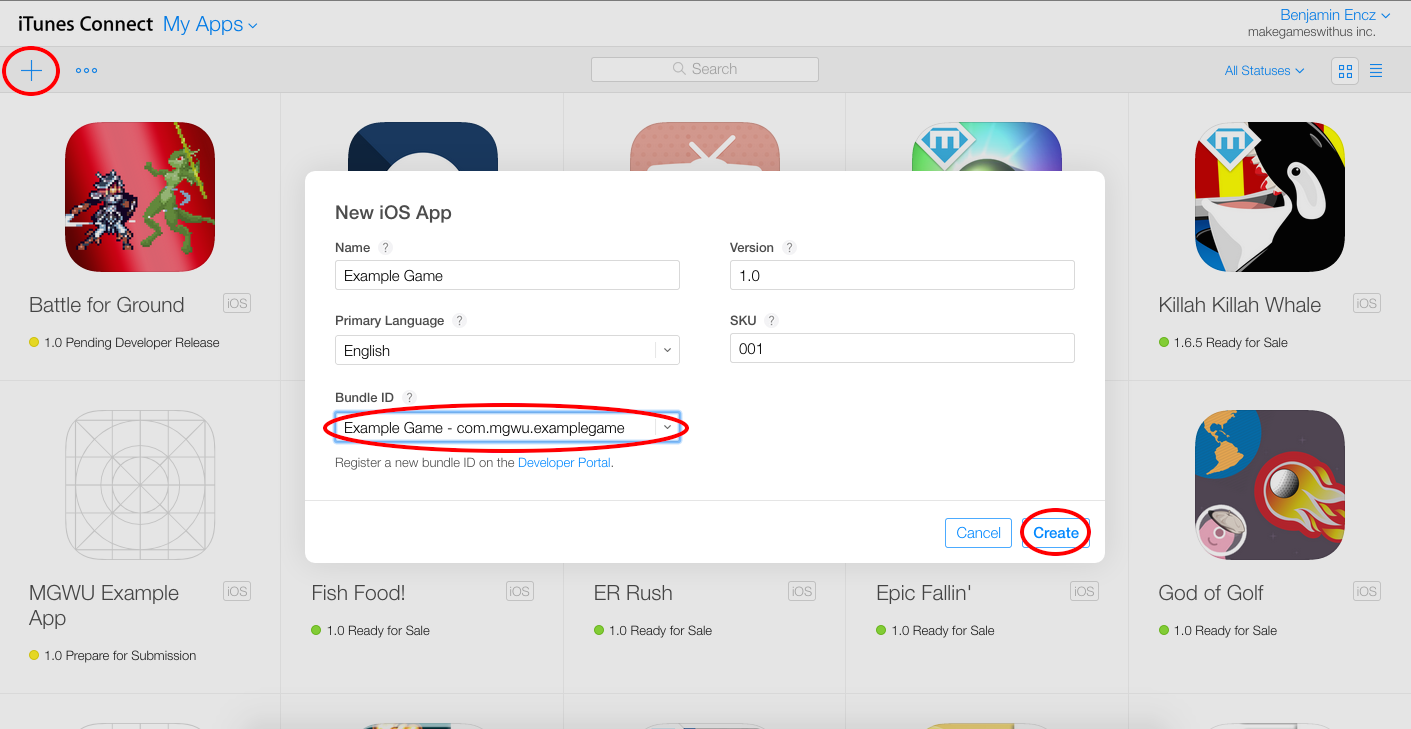 iTunes Connect My Apps
Benjamin Encz
makegameswithus inc.
Search
All Statuses
New iOS App
Name ?
Example Game
Version ?
1.0
Primary Language ?
English
SKU ?
001
Bundle ID ?
Example Game - com.mgwu.examplegame
Register a new bundle ID on the Developer Portal.
Cancel
Create
Battle for Ground iOS
1.0 Pending Developer Release
Killah Killah Whale iOS
1.6.5 Ready for Sale
MGWU Example iOS
App
1.0 Prepare for Submission
Fish Food! iOS
1.0 Ready for Sale
ER Rush iOS
1.0 Ready for Sale
Epic Fallin' iOS
1.0 Ready for Sale
God of Golf iOS
1.0 Ready for Sale